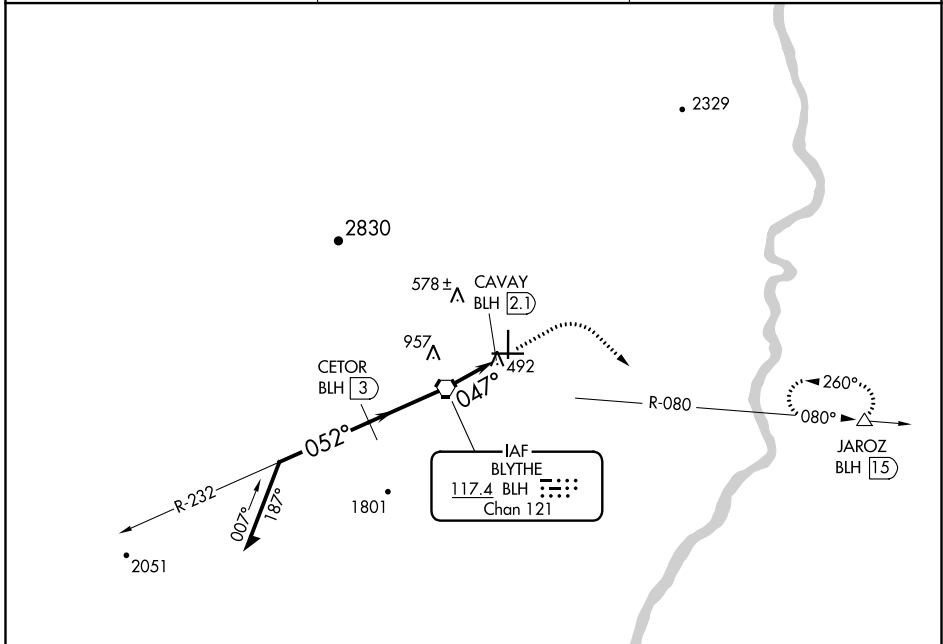 2329
2830
578 ±
CAVAY
BLH 2.1
957
492
CETOR
BLH 3
047°
052°
R-080
260°
080°
JAROZ
BLH 15
IAF
BLYTHE
117.4 BLH
Chan 121
R-232
007°
187°
1801
2051